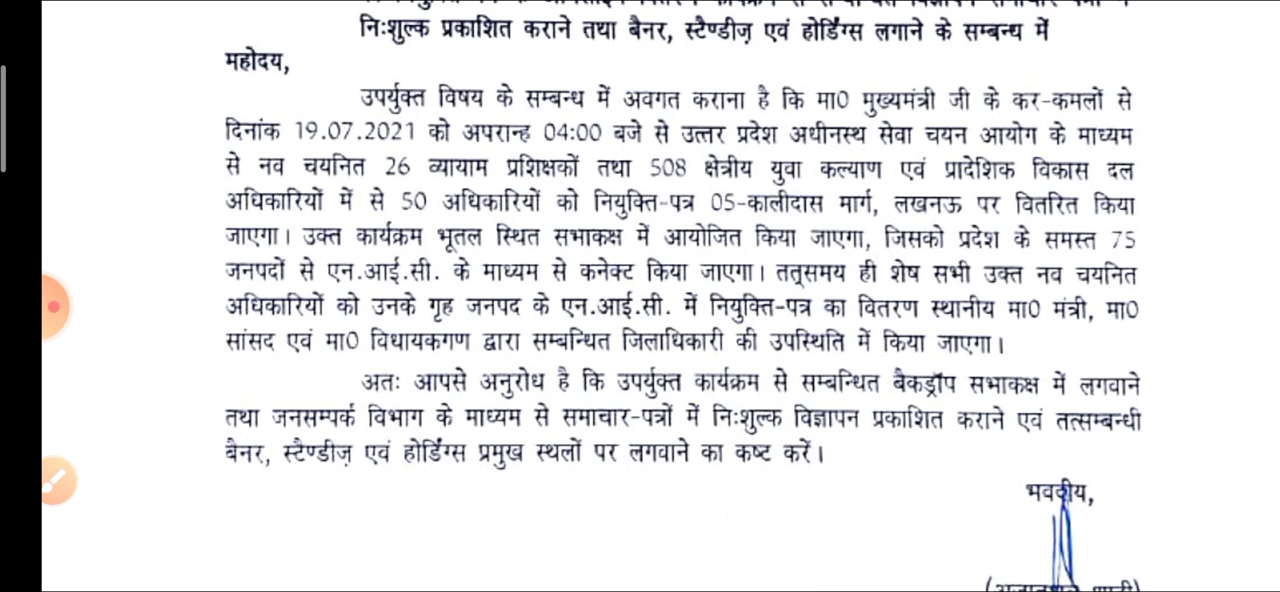 निःशुल्क प्रकाशित कराने तथा बैनर, स्टैण्डीज़ एवं होर्डिंग्स लगाने के सम्बन्ध में
महोदय,
उपर्युक्त विषय के सम्बन्ध में अवगत कराना है कि मा0 मुख्यमंत्री जी के कर-कमलों से
दिनांक 19.07.2021 को अपरान्ह 04:00 बजे से उत्तर प्रदेश अधीनस्थ सेवा चयन आयोग के माध्यम
से नव चयनित 26 व्यायाम प्रशिक्षकों तथा 508 क्षेत्रीय युवा कल्याण एवं प्रादेशिक विकास दल
अधिकारियों में से 50 अधिकारियों को नियुक्ति-पत्र 05-कालीदास मार्ग, लखनऊ पर वितरित किया
जाएगा। उक्त कार्यक्रम भूतल स्थित सभाकक्ष में आयोजित किया जाएगा, जिसको प्रदेश के समस्त 75
जनपदों से एन.आई.सी. के माध्यम से कनेक्ट किया जाएगा। तत्समय ही शेष सभी उक्त नव चयनित
अधिकारियों को उनके गृह जनपद के एन.आई.सी. में नियुक्ति-पत्र का वितरण स्थानीय मा0 मंत्री, मा0
सांसद एवं मा0 विधायकगण द्वारा सम्बन्धित जिलाधिकारी की उपस्थिति में किया जाएगा।
अतः आपसे अनुरोध है कि उपर्युक्त कार्यक्रम से सम्बन्धित बैकड्रॉप सभाकक्ष में लगवाने
तथा जनसम्पर्क विभाग के माध्यम से समाचार-पत्रों में निःशुल्क विज्ञापन प्रकाशित कराने एवं तत्सम्बन्धी
बैनर, स्टैण्डीज़ एवं होर्डिंग्स प्रमुख स्थलों पर लगवाने का कष्ट करें।
भवदीय,